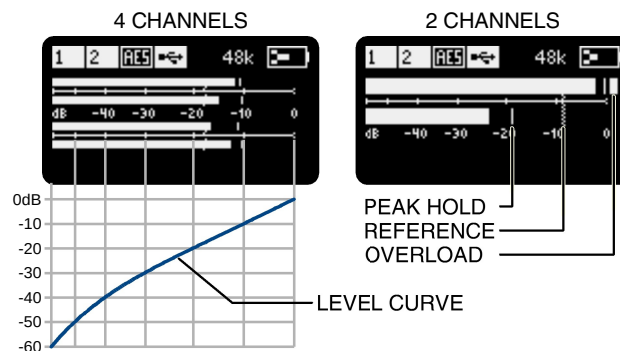 4 CHANNELS
2 CHANNELS
1 2 AES 48k
dB -40 -30 -20 -10 0
1 2 AES 48k
dB -40 -30 -20 -10 0
PEAK HOLD
REFERENCE
OVERLOAD
LEVEL CURVE
0dB
-10
-20
-30
-40
-50
-60